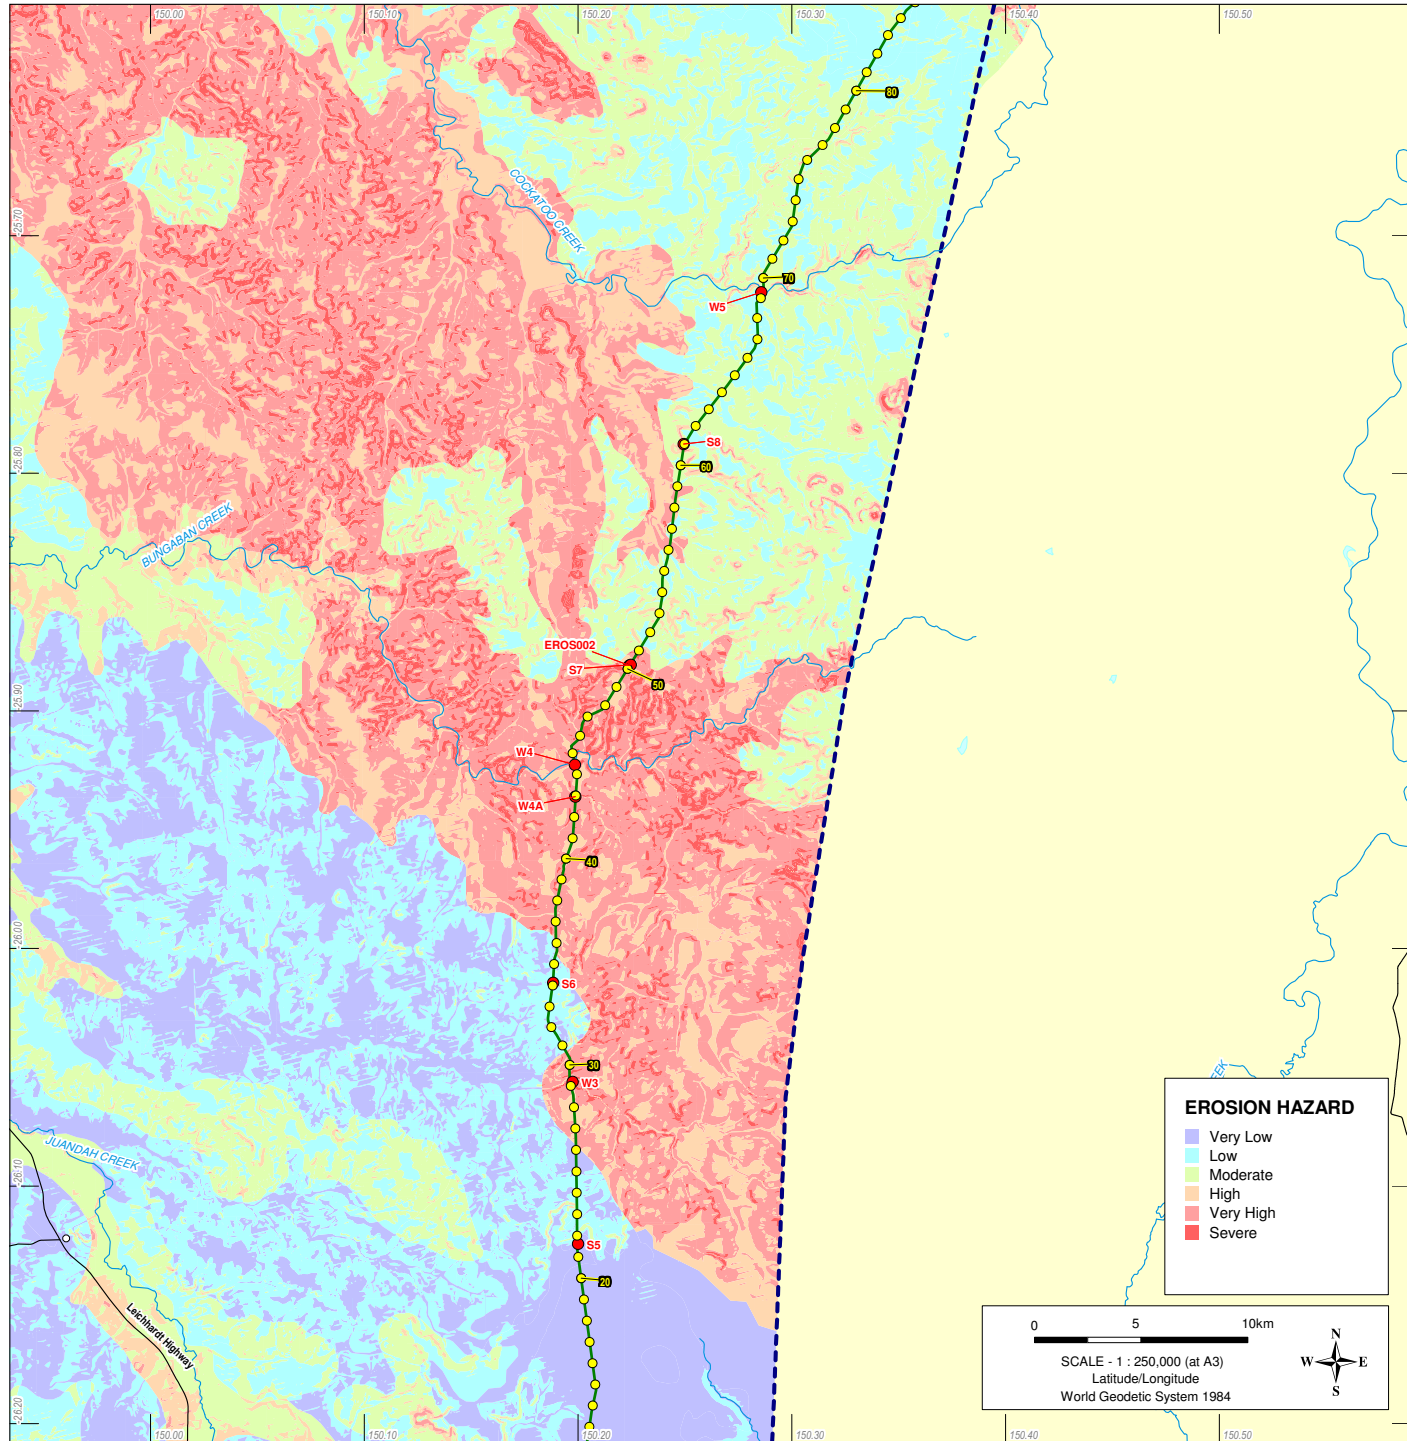 150.00
150.10
150.20
150.30
150.40
150.50
80
COCKATOO CREEK
-25.70
70
W5
S8
-25.80
60
BUNGABAN CREEK
EROS002
S7
50
-25.90
W4
W4A
40
-26.00
S6
30
W3
EEK
EROSION HAZARD
Very Low
Low
Moderate
High
Very High
Severe
JUANDAH CREEK
-26.10
S5
20
Leichhardt Highway
0 5 10km
SCALE - 1 : 250,000 (at A3)
Latitude/Longitude
World Geodetic System 1984
N
W E
S
-26.20
150.00
150.10
150.20
150.30
150.40
150.50